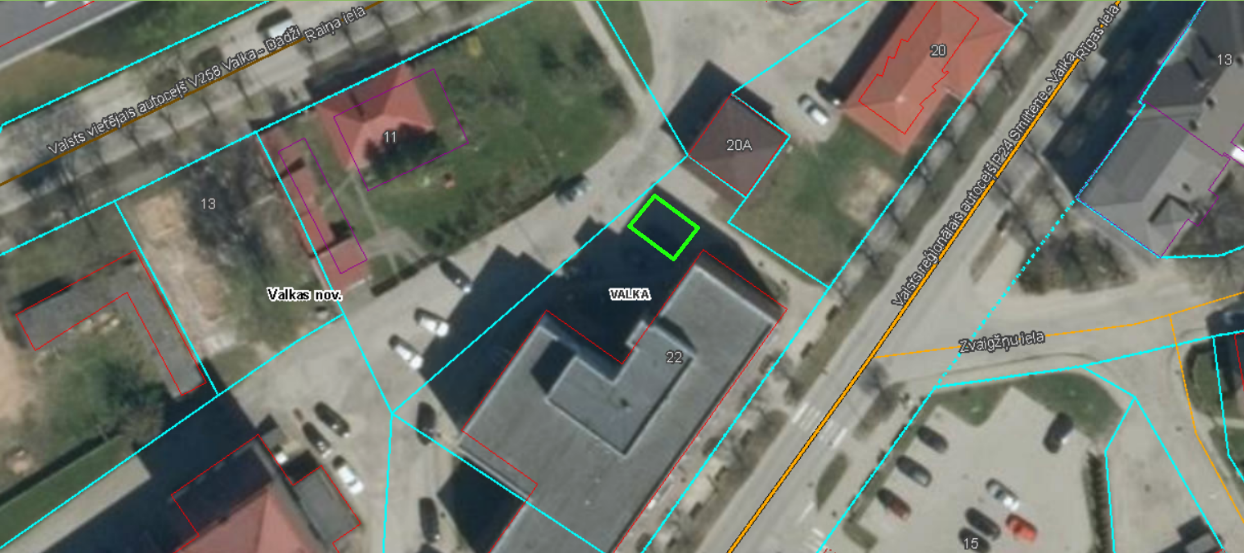 Valsts vietējais autoceļš V268 Valka - Dadži
Raiņa iela
20
13
11
20A
13
Valkas nov.
VALKA
Valsts reģionālais autoceļš P24 Smiltene - Valka
Rīgas iela
Zvaigžņu iela
22
15